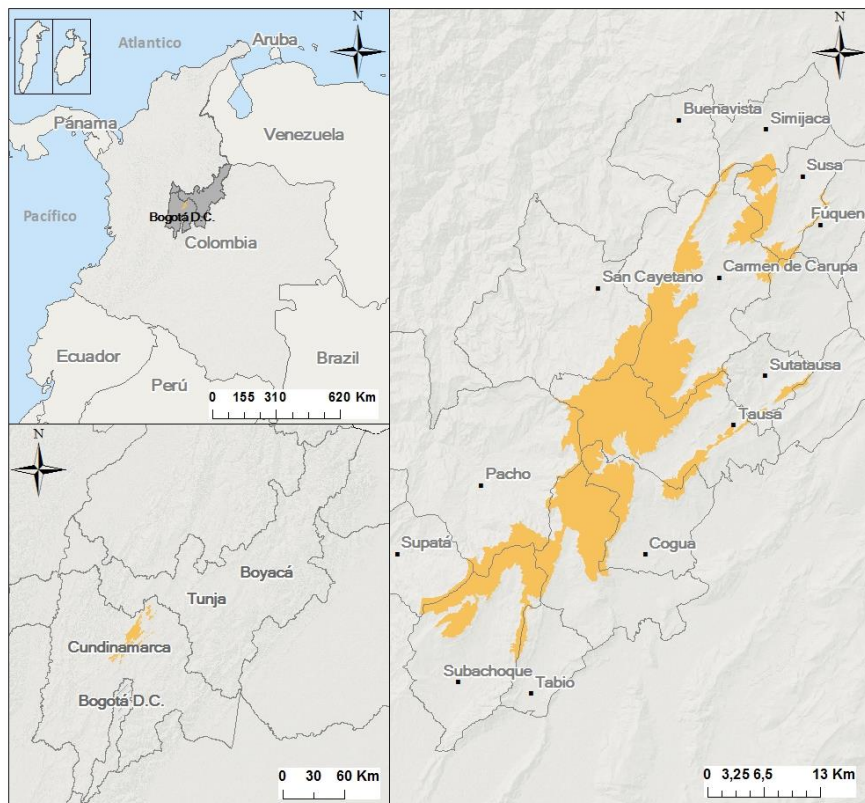 N
Atlantico
Aruba
Pánama
Venezuela
Pacífico
Bogotá D.C.
Colombia
Ecuador
Perú
Brazil
0 155 310 620 Km
N
Boyacá
Tunja
Cundinamarca
Bogotá D.C.
0 30 60 Km
N
Buenavista
Simijaca
Susa
Fúquen
San Cayetano
Carmen de Carupa
Sutatausa
Tausa
Pacho
Supatá
Cogua
Subachoque
Tabio
0 3,25 6,5 13 Km